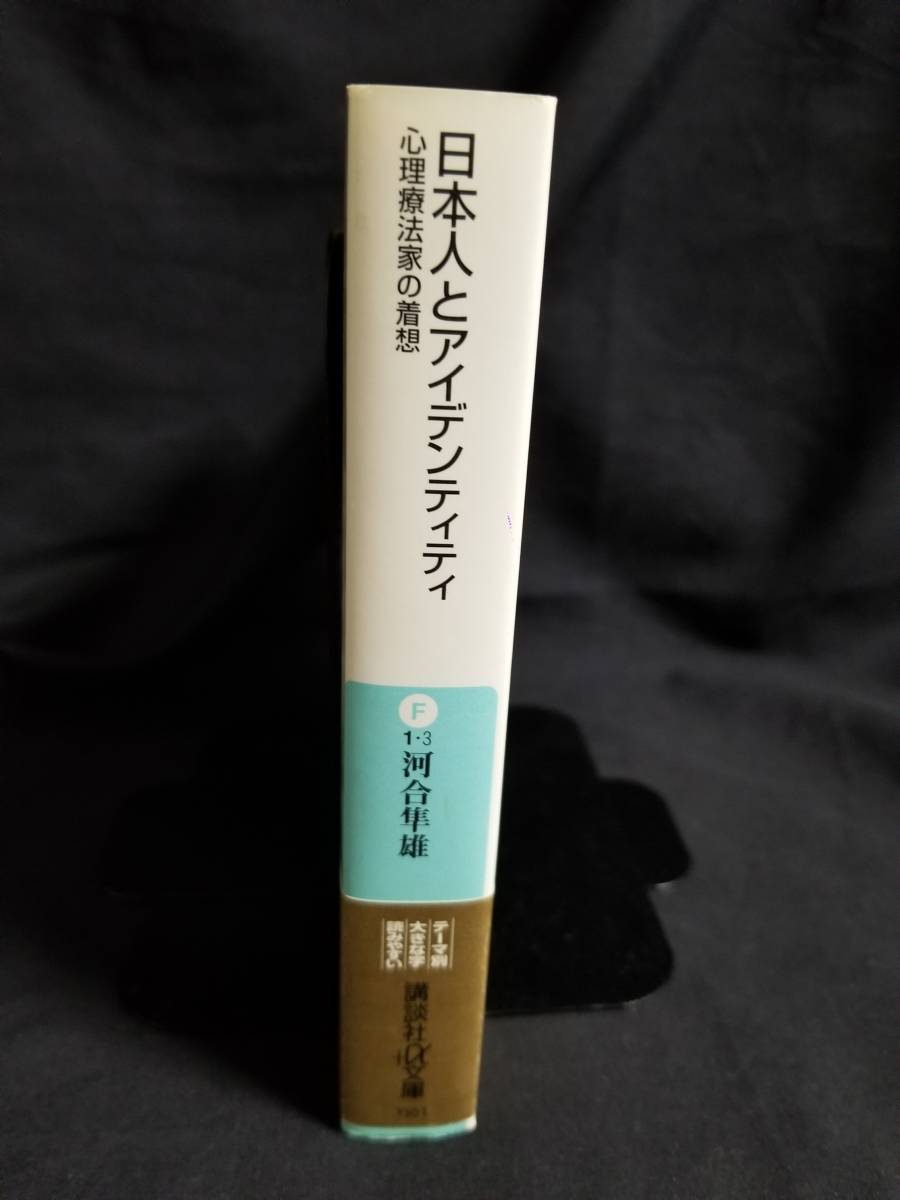 日本人とアイデンティティ
心理療法家の着想
F
1・3
河合隼雄
テーマ別
大きな字
読みやすい
講談社+α文庫